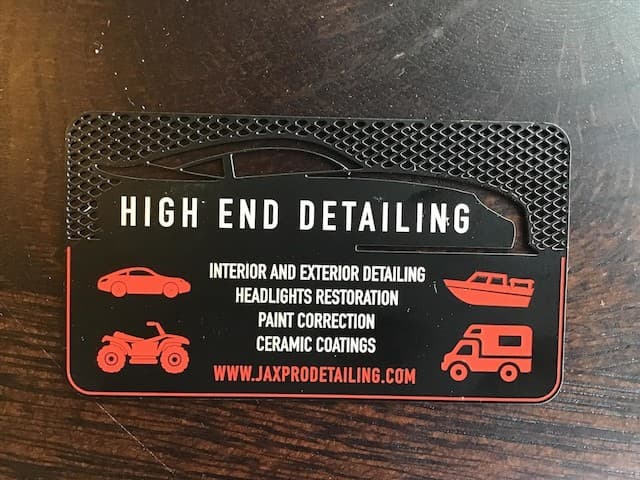 HIGH END DETAILING
INTERIOR AND EXTERIOR DETAILING
HEADLIGHTS RESTORATION
PAINT CORRECTION
CERAMIC COATINGS
WWW.JAXPRODETAILING.COM